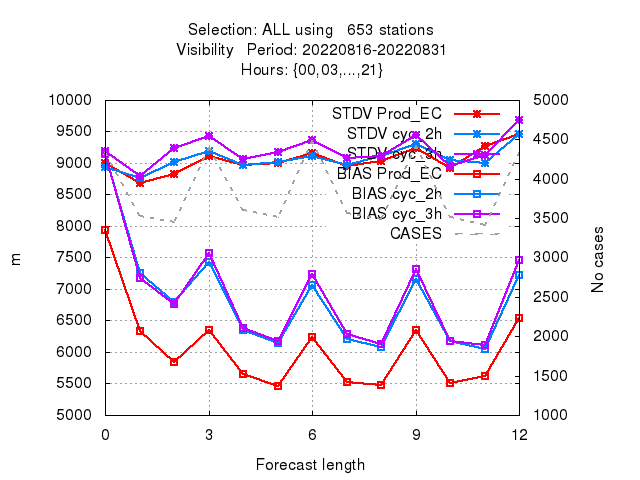 Selection: ALL using   653 stations
Visibility   Period: 20220816-20220831
Hours: {00,03,...,21}
STDV Prod_EC
STDV cyc_2h
STDV cyc_3h
BIAS Prod_EC
BIAS cyc_2h
BIAS cyc_3h
CASES
10000
9500
9000
8500
8000
7500
7000
6500
6000
5500
5000
m
5000
4500
4000
3500
3000
2500
2000
1500
1000
No cases
0 3 6 9 12
Forecast length